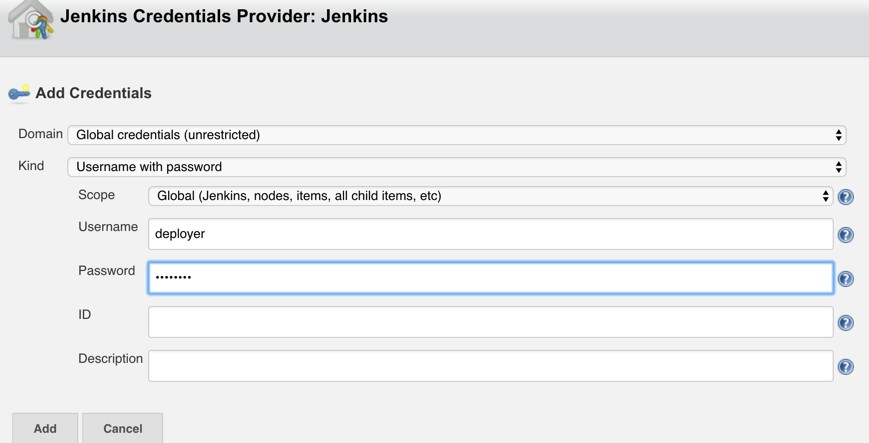 Jenkins Credentials Provider: Jenkins
Add Credentials
Domain Global credentials (unrestricted)
Kind Username with password
Scope Global (Jenkins, nodes, items, all child items, etc)
Username deployer
Password ••••••••
ID
Description
Add Cancel